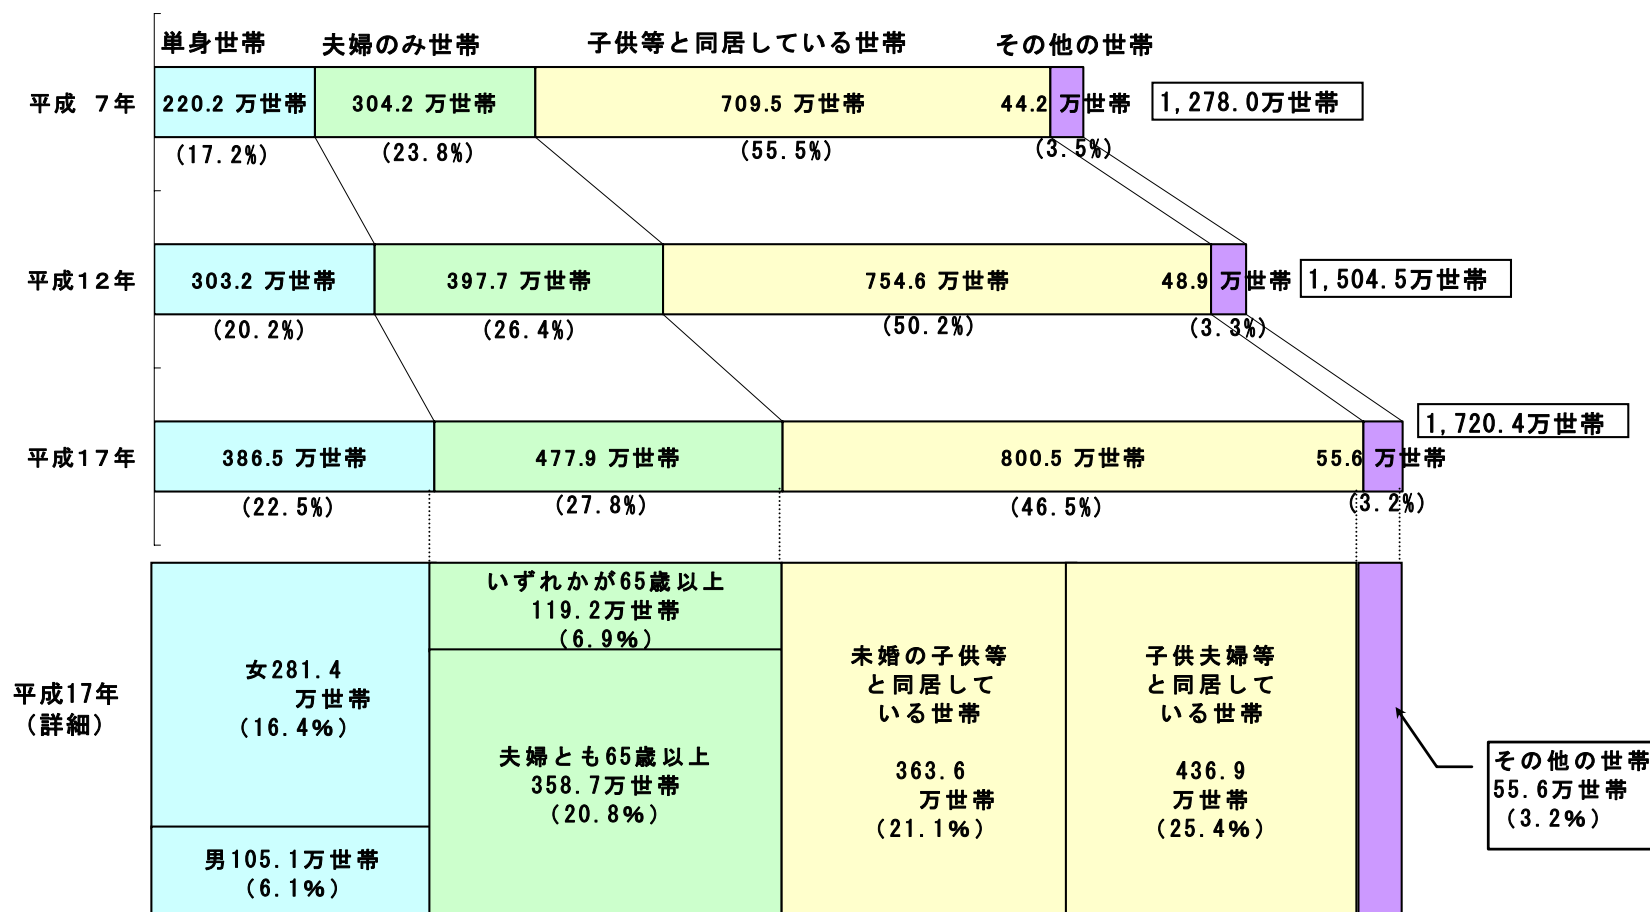 単身世帯 夫婦のみ世帯 子供等と同居している世帯 その他の世帯
平成 7年 220.2 万世帯 304.2 万世帯 709.5 万世帯 44.2 万世帯 1,278.0万世帯
(17.2%) (23.8%) (55.5%) (3.5%)
平成12年 303.2 万世帯 397.7 万世帯 754.6 万世帯 48.9 万世帯 1,504.5万世帯
(20.2%) (26.4%) (50.2%) (3.3%)
1,720.4万世帯
平成17年 386.5 万世帯 477.9 万世帯 800.5 万世帯 55.6 万世帯
(22.5%) (27.8%) (46.5%) (3.2%)
平成17年
(詳細)
女281.4
万世帯
(16.4%)
男105.1万世帯
(6.1%)
いずれかが65歳以上
119.2万世帯
(6.9%)
夫婦とも65歳以上
358.7万世帯
(20.8%)
未婚の子供等
と同居して
いる世帯
363.6
万世帯
(21.1%)
子供夫婦等
と同居して
いる世帯
436.9
万世帯
(25.4%)
その他の世帯
55.6万世帯
(3.2%)